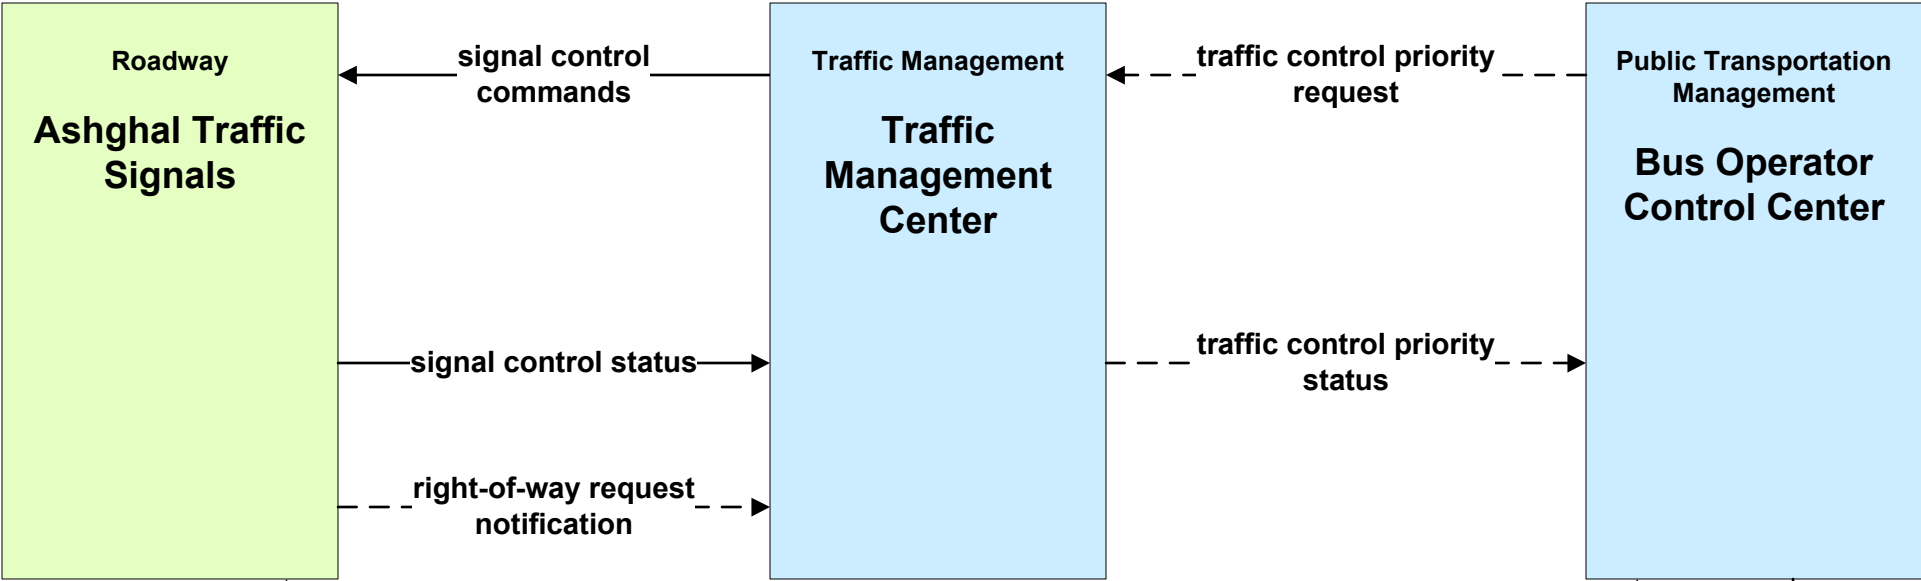 Roadway
Ashghal Traffic
Signals
signal control
commands
signal control status
right-of-way request
notification
Traffic Management
Traffic
Management
Center
traffic control priority
request
traffic control priority
status
Public Transportation
Management
Bus Operator
Control Center